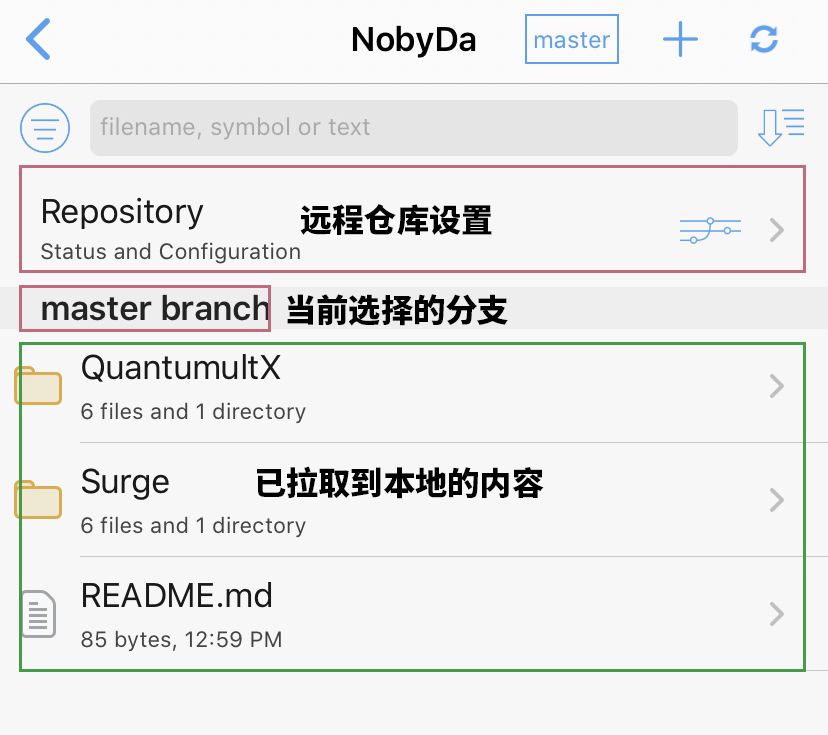 NobyDa
master
filename, symbol or text
Repository
远程仓库设置
Status and Configuration
master branch
当前选择的分支
QuantumultX
6 files and 1 directory
Surge
已拉取到本地的内容
6 files and 1 directory
README.md
85 bytes, 12:59 PM